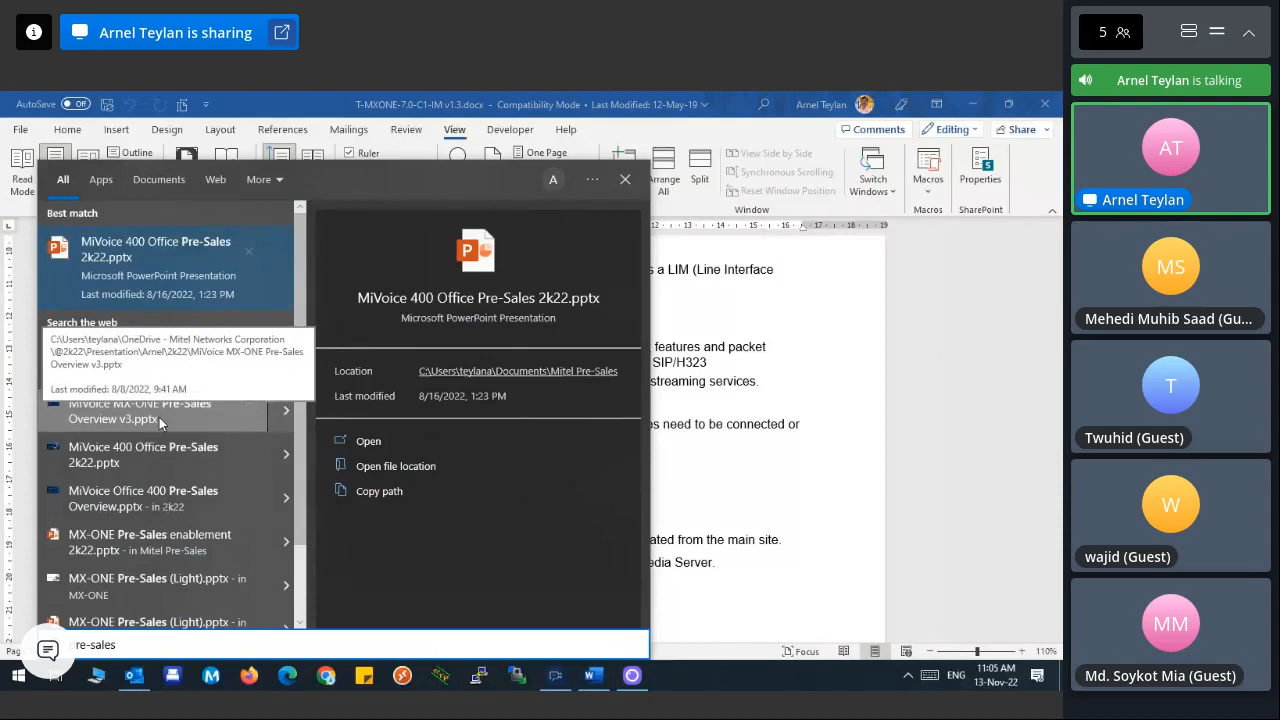 Arnel Teylan is sharing
5
Arnel Teylan is talking
AT
Arnel Teylan
MS
Mehedi Muhib Saad (Gu...
T
Twuhid (Guest)
W
wajid (Guest)
MM
Md. Soykot Mia (Guest)
AutoSave Off
T-MXONE-7.0-C1-IM v1.3.docx - Compatibility Mode • Last Modified: 12-May-19
Arnel Teylan
File Home Insert Design Layout References Mailings Review View Developer Help
Comments Editing Share
Read Mode
Outline
Ruler
One Page
Arrange All
Split
View Side by Side
Synchronous Scrolling
Reset Window Position
Window
Switch Windows
Macros
Macros
Properties
SharePoint
11 12 13 14 15 16 17 18 19
All Apps Documents Web More
A
Best match
MiVoice 400 Office Pre-Sales
2k22.pptx
Microsoft PowerPoint Presentation
Last modified: 8/16/2022, 1:23 PM
Search the web
C:\Users\teylana\OneDrive - Mitel Networks Corporation
\@2k22\Presentation\Arnel\2k22\MiVoice MX-ONE Pre-Sales
Overview v3.pptx
Last modified: 8/8/2022, 9:41 AM
MiVoice MX-ONE Pre-Sales
Overview v3.pptx
MiVoice 400 Office Pre-Sales
2k22.pptx
MiVoice Office 400 Pre-Sales
Overview.pptx - in 2k22
MX-ONE Pre-Sales enablement
2k22.pptx - in Mitel Pre-Sales
MX-ONE Pre-Sales (Light).pptx - in
MX-ONE
MX-ONE Pre-Sales (Light).pptx - in
re-sales
MiVoice 400 Office Pre-Sales 2k22.pptx
Microsoft PowerPoint Presentation
Location C:\Users\teylana\Documents\Mitel Pre-Sales
Last modified 8/16/2022, 1:23 PM
Open
Open file location
Copy path
s a LIM (Line Interface
features and packet
SIP/H323
streaming services.
es need to be connected or
ated from the main site.
edia Server.
Focus
110%
ENG
11:05 AM
13-Nov-22